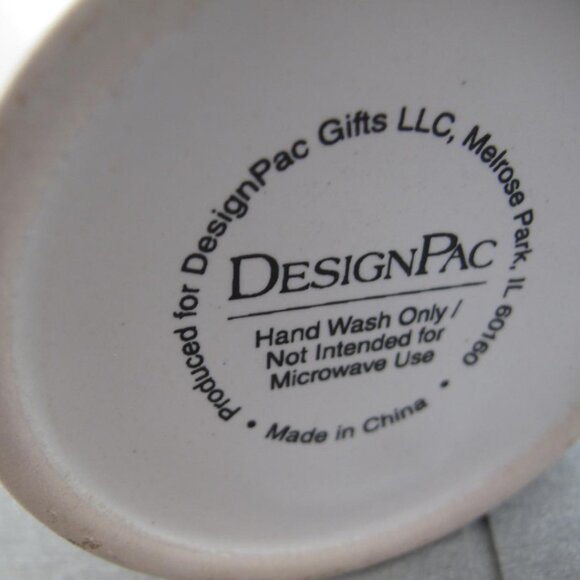 Produced for DesignPac Gifts LLC, Melrose Park, IL 60160
DESIGNPAC
Hand Wash Only /
Not Intended for
Microwave Use
• Made in China •